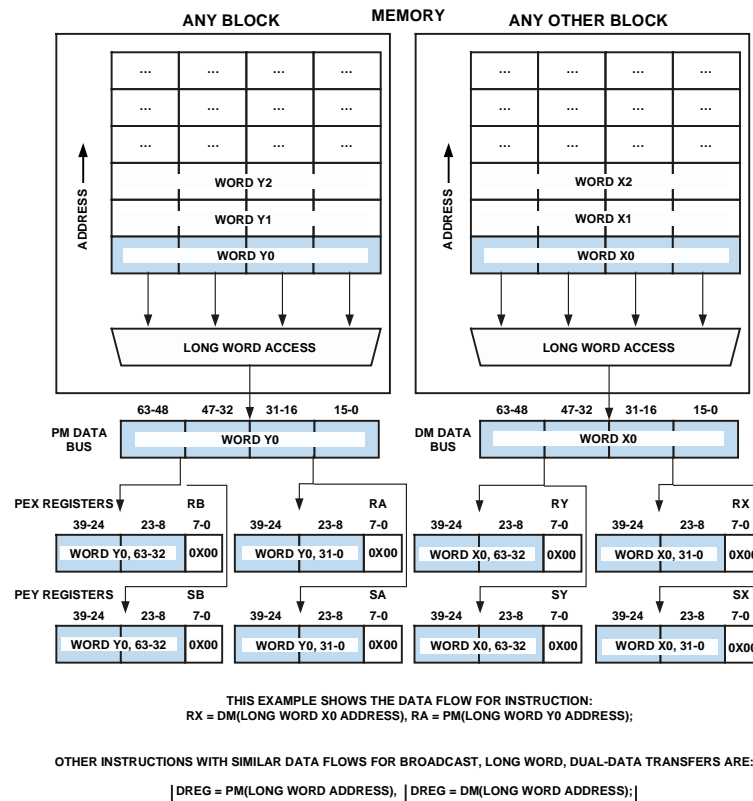 MEMORY
ANY BLOCK
ANY OTHER BLOCK
... ... ... ...
... ... ... ...
... ... ... ...
WORD Y2
WORD Y1
WORD Y0
ADDRESS
LONG WORD ACCESS
... ... ... ...
... ... ... ...
... ... ... ...
WORD X2
WORD X1
WORD X0
ADDRESS
LONG WORD ACCESS
63-48 47-32 31-16 15-0
PM DATA
BUS
WORD Y0
63-48 47-32 31-16 15-0
DM DATA
BUS
WORD X0
PEX REGISTERS RB RA RY RX
39-24 23-8 7-0 39-24 23-8 7-0 39-24 23-8 7-0 39-24 23-8 7-0
WORD Y0, 63-32 0X00 WORD Y0, 31-0 0X00 WORD X0, 63-32 0X00 WORD X0, 31-0 0X00
PEY REGISTERS SB SA SY SX
39-24 23-8 7-0 39-24 23-8 7-0 39-24 23-8 7-0 39-24 23-8 7-0
WORD Y0, 63-32 0X00 WORD Y0, 31-0 0X00 WORD X0, 63-32 0X00 WORD X0, 31-0 0X00
THIS EXAMPLE SHOWS THE DATA FLOW FOR INSTRUCTION:
RX = DM(LONG WORD X0 ADDRESS), RA = PM(LONG WORD Y0 ADDRESS);
OTHER INSTRUCTIONS WITH SIMILAR DATA FLOWS FOR BROADCAST, LONG WORD, DUAL-DATA TRANSFERS ARE:
| DREG = PM(LONG WORD ADDRESS), | DREG = DM(LONG WORD ADDRESS); |